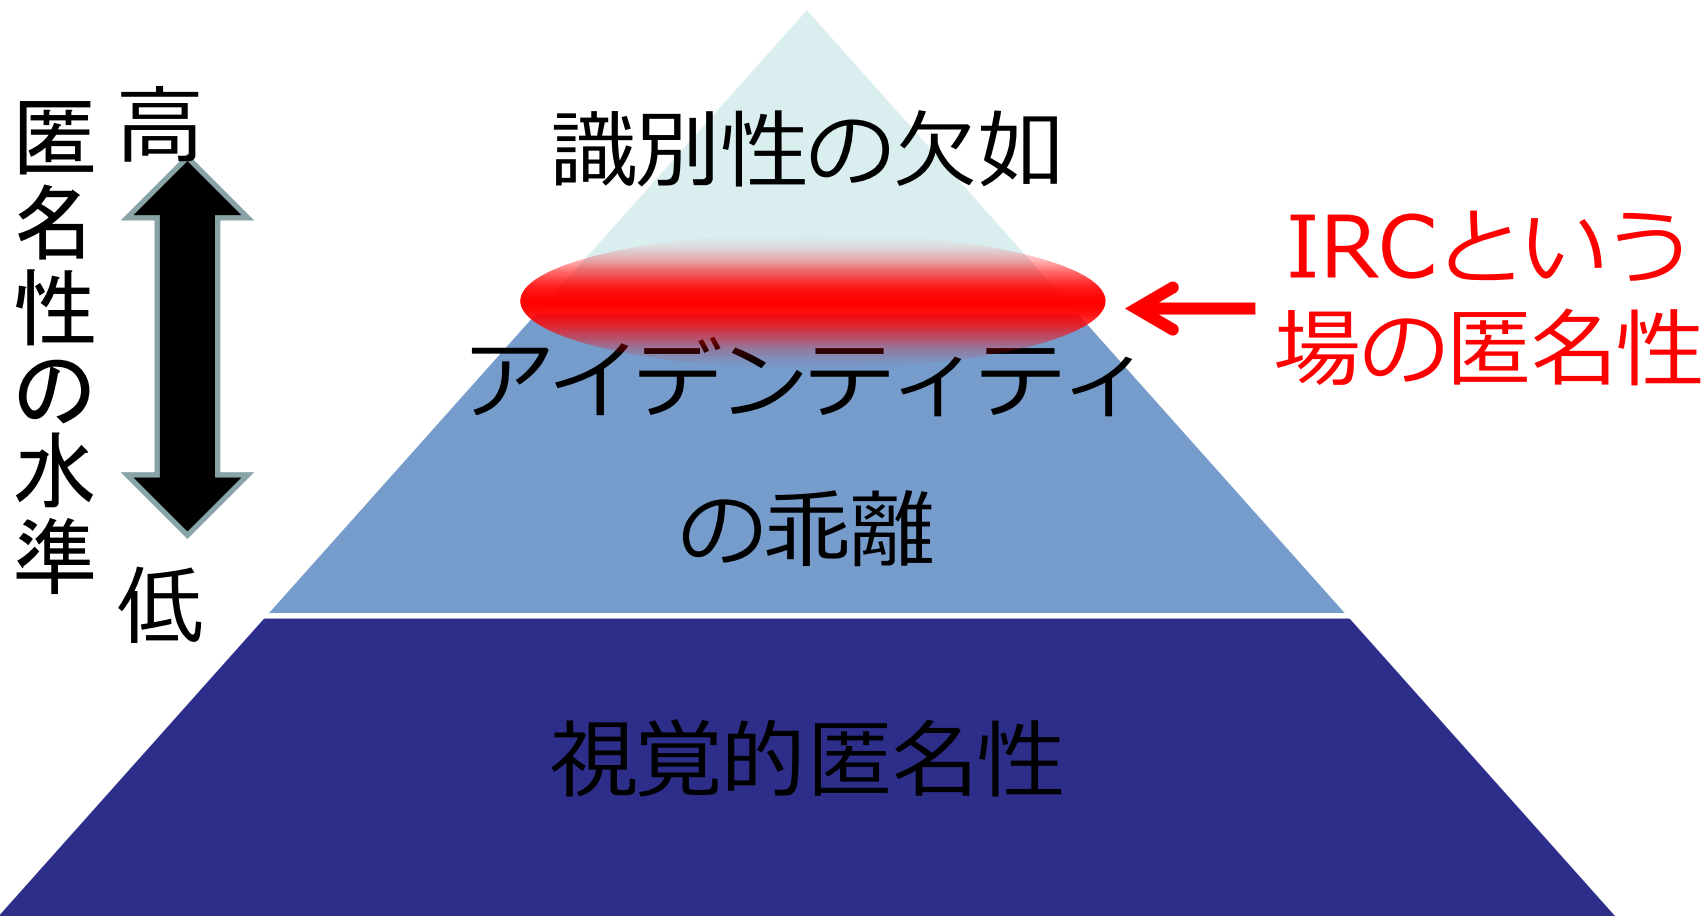 匿名性の水準
高
低
識別性の欠如
アイデンティティ
の乖離
視覚的匿名性
IRCという
場の匿名性